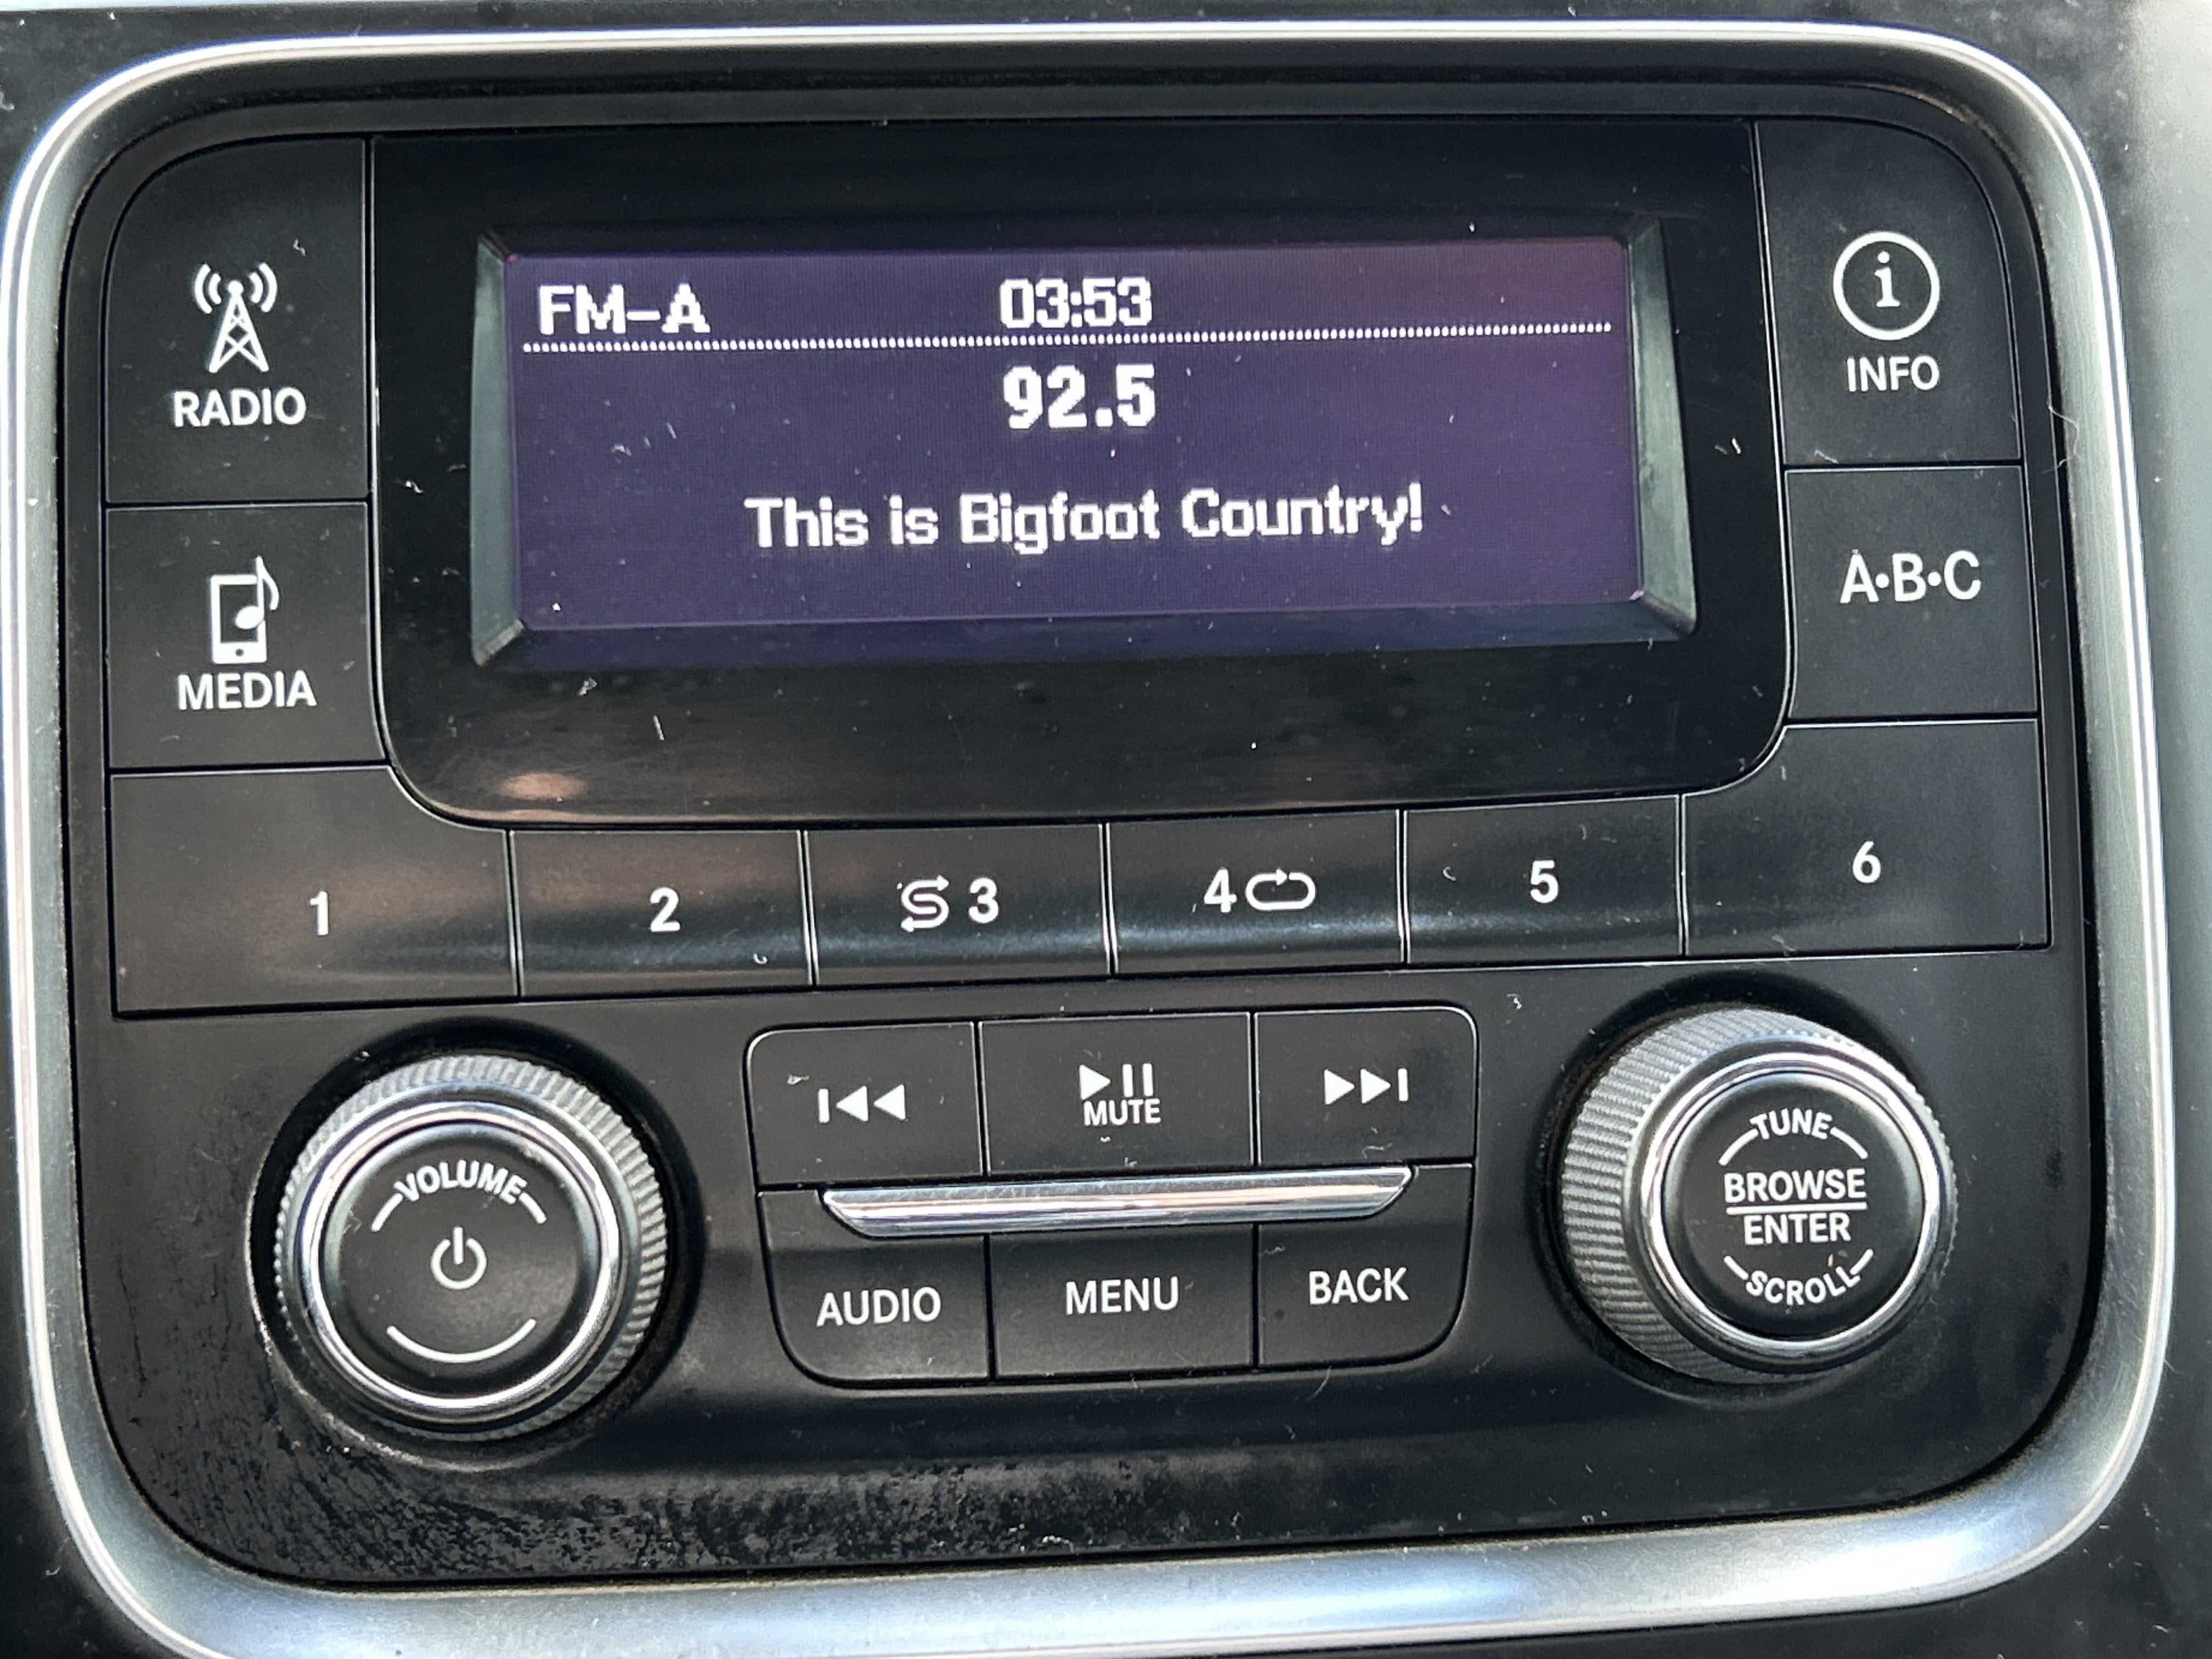 FM-A 03:53
92.5
This is Bigfoot Country!
RADIO
MEDIA
i
INFO
A•B•C
1 2 3 4 5 6
MUTE
VOLUME
AUDIO MENU BACK
TUNE
BROWSE
ENTER
SCROLL